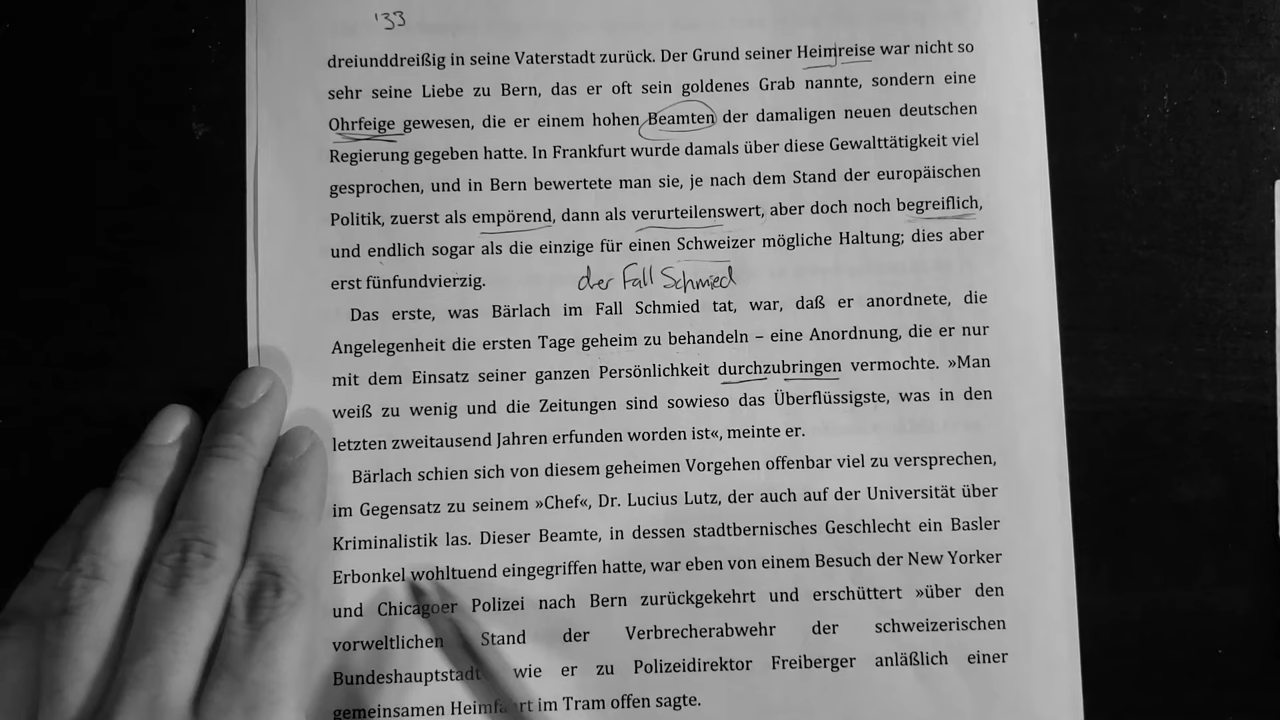 '33
dreiunddreißig in seine Vaterstadt zurück. Der Grund seiner Heimreise war nicht so
sehr seine Liebe zu Bern, das er oft sein goldenes Grab nannte, sondern eine
Ohrfeige gewesen, die er einem hohen Beamten der damaligen neuen deutschen
Regierung gegeben hatte. In Frankfurt wurde damals über diese Gewalttätigkeit viel
gesprochen, und in Bern bewertete man sie, je nach dem Stand der europäischen
Politik, zuerst als empörend, dann als verurteilenswert, aber doch noch begreiflich,
und endlich sogar als die einzige für einen Schweizer mögliche Haltung; dies aber
erst fünfundvierzig.
der Fall Schmied
Das erste, was Bärlach im Fall Schmied tat, war, daß er anordnete, die
Angelegenheit die ersten Tage geheim zu behandeln – eine Anordnung, die er nur
mit dem Einsatz seiner ganzen Persönlichkeit durchzubringen vermochte. »Man
weiß zu wenig und die Zeitungen sind sowieso das Überflüssigste, was in den
letzten zweitausend Jahren erfunden worden ist«, meinte er.
Bärlach schien sich von diesem geheimen Vorgehen offenbar viel zu versprechen,
im Gegensatz zu seinem »Chef«, Dr. Lucius Lutz, der auch auf der Universität über
Kriminalistik las. Dieser Beamte, in dessen stadtbernisches Geschlecht ein Basler
Erbonkel wohltuend eingegriffen hatte, war eben von einem Besuch der New Yorker
und Chicagoer Polizei nach Bern zurückgekehrt und erschüttert »über den
vorweltlichen Stand der Verbrecherabwehr der schweizerischen
Bundeshauptstadt wie er zu Polizeidirektor Freiberger anläßlich einer
gemeinsamen Heimfahrt im Tram offen sagte.